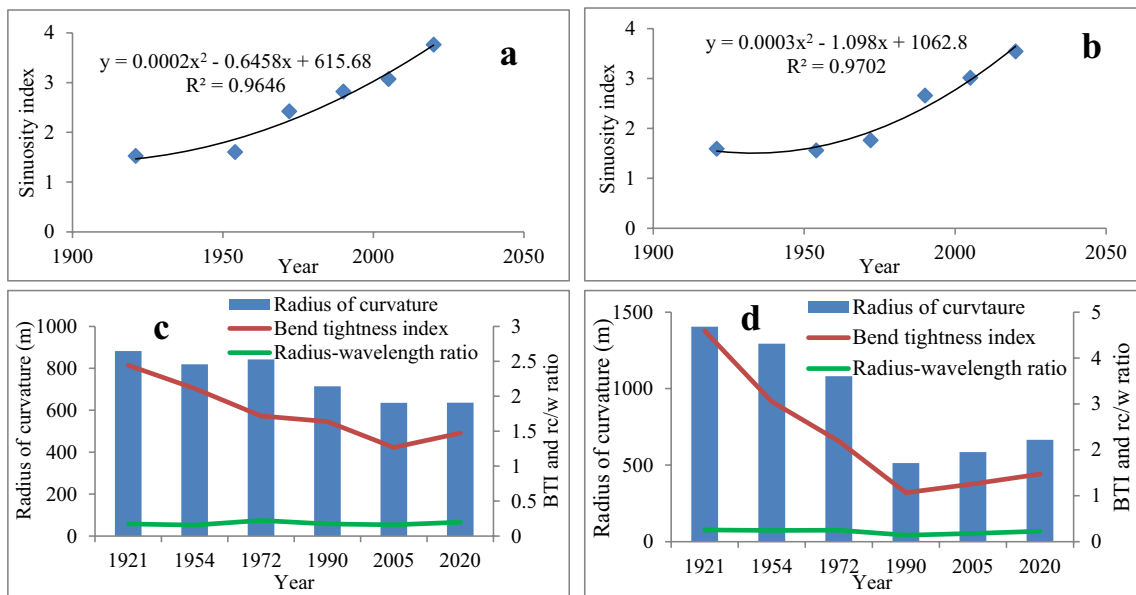 a
y = 0.0002x² - 0.6458x + 615.68
R² = 0.9646
Sinuosity index
4
3
2
1
0
1900
1950
2000
2050
Year
b
y = 0.0003x² - 1.098x + 1062.8
R² = 0.9702
Sinuosity index
4
3
2
1
0
1900
1950
2000
2050
Year
c
Radius of curvature
Bend tightness index
Radius-wavelength ratio
Radius of curvature (m)
1000
800
600
400
200
0
3
2.5
2
1.5
1
0.5
0
BTI and rc/w ratio
1921 1954 1972 1990 2005 2020
Year
d
Radius of curvtaure
Bend tightness index
Radius-wavelength ratio
Radius of curvature (m)
1500
1000
500
0
5
4
3
2
1
0
BTI and rc/w ratio
1921 1954 1972 1990 2005 2020
Year